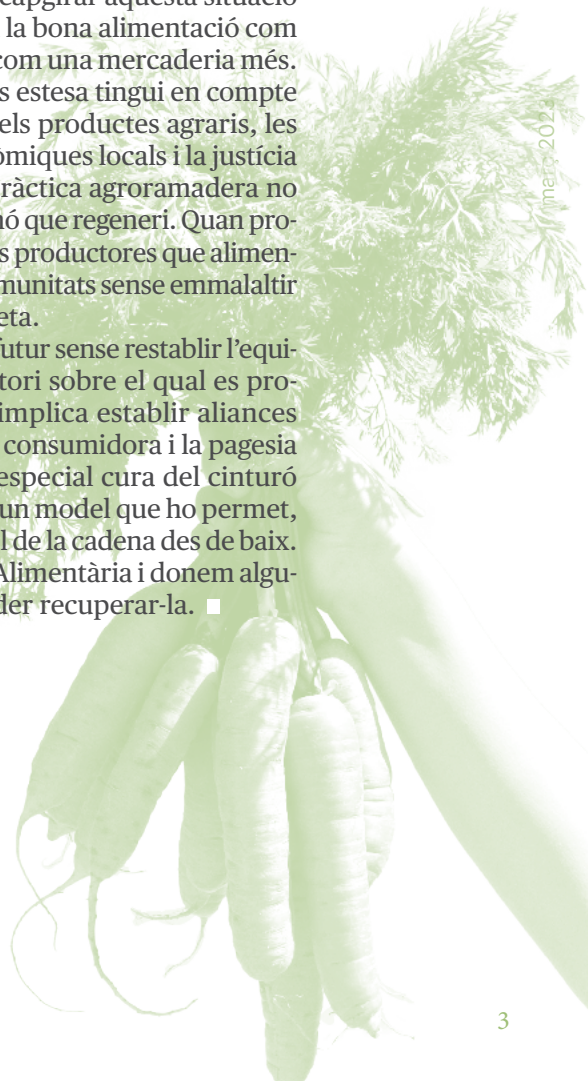 capgirar aquesta situació
la bona alimentació com
com una mercaderia més.
s estesa tingui en compte
els productes agraris, les
òmiques locals i la justícia
ràctica agroramadera no
nó que regeneri. Quan pro-
s productores que alimen-
munitats sense emmalaltir
eta.
futur sense restablir l’equi-
tori sobre el qual es pro-
implica establir aliances
consumidora i la pagesia
especial cura del cinturó
un model que ho permet,
l de la cadena des de baix.
Alimentària i donem algu-
der recuperar-la.
3